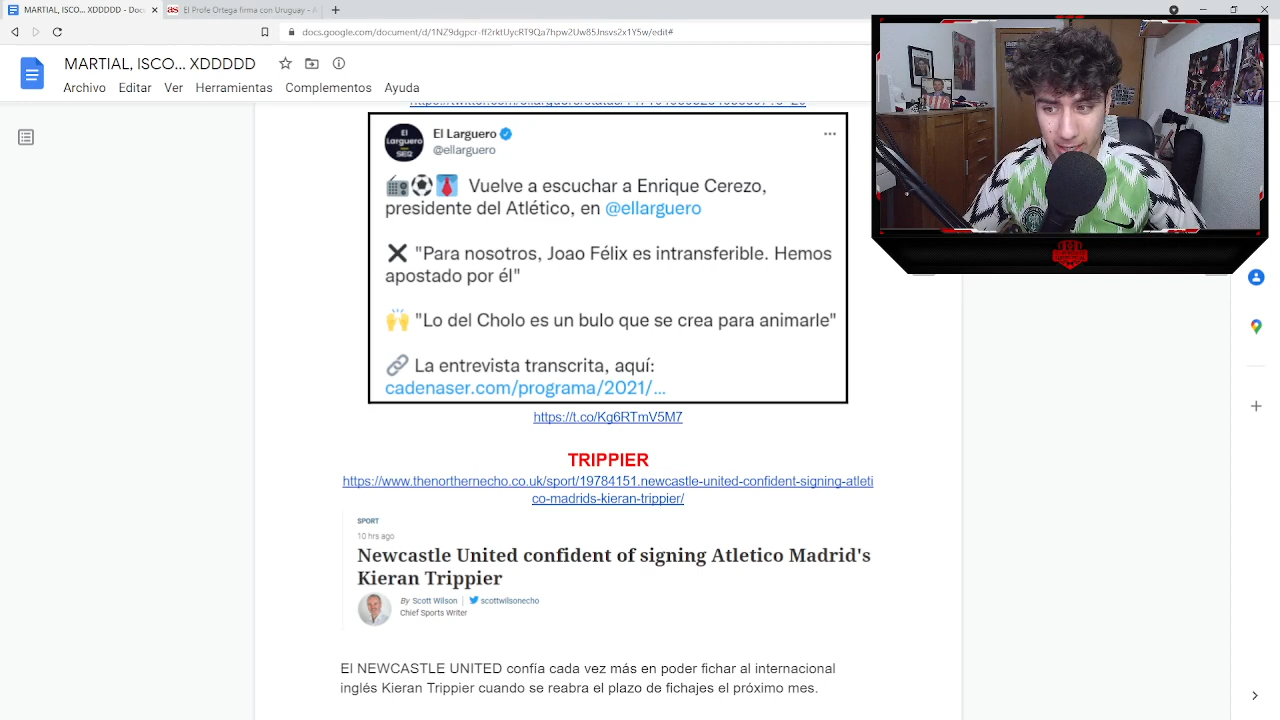 MARTIAL, ISCO... XDDDDD - Doc
El Profe Ortega firma con Uruguay - A
docs.google.com/document/d/1NZ9dgpcr-ff2rktUycRT9Qa7hpw2Uw85Jnsvs2x1Y5w/edit#
MARTIAL, ISCO... XDDDDD
Archivo Editar Ver Herramientas Complementos Ayuda
El Larguero
@ellarguero
Vuelve a escuchar a Enrique Cerezo,
presidente del Atlético, en @ellarguero
"Para nosotros, Joao Félix es intransferible. Hemos
apostado por él"
"Lo del Cholo es un bulo que se crea para animarle"
La entrevista transcrita, aquí:
cadenaser.com/programa/2021/...
https://t.co/Kg6RTmV5M7
TRIPPIER
https://www.thenorthernecho.co.uk/sport/19784151.newcastle-united-confident-signing-atleti
co-madrids-kieran-trippier/
SPORT
10 hrs ago
Newcastle United confident of signing Atletico Madrid's
Kieran Trippier
By Scott Wilson | scottwilsonecho
Chief Sports Writer
El NEWCASTLE UNITED confía cada vez más en poder fichar al internacional
inglés Kieran Trippier cuando se reabra el plazo de fichajes el próximo mes.